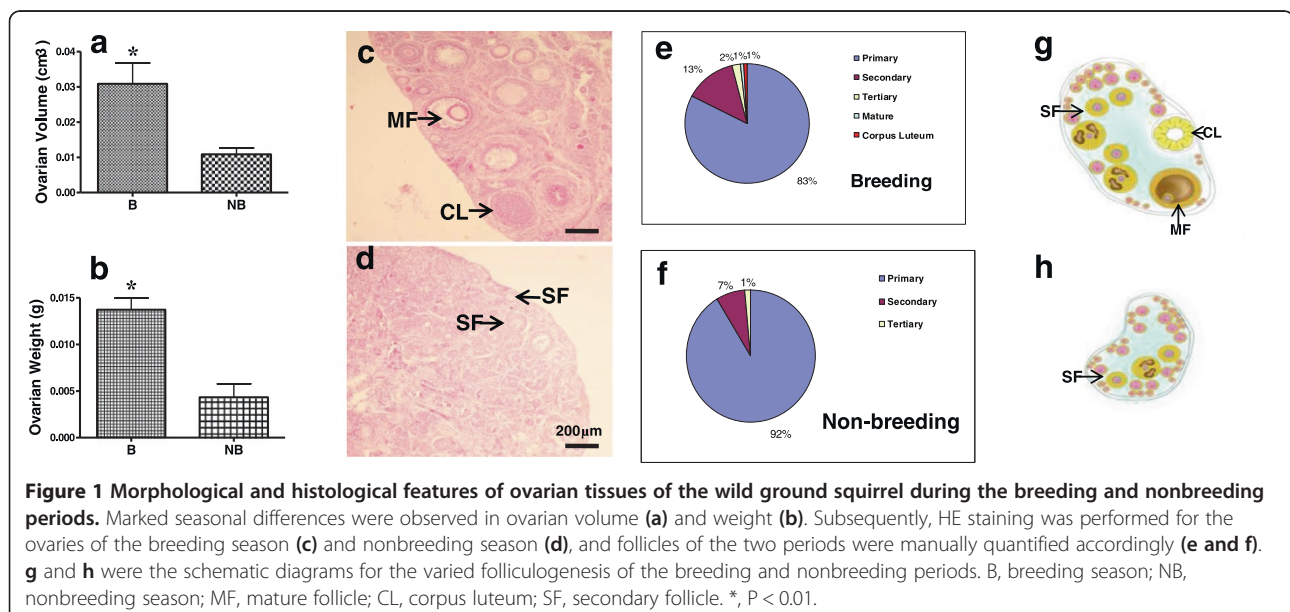 a
Ovarian Volume (cm3)
0.04
0.03
0.02
0.01
0.00
*
B
NB
b
Ovarian Weight (g)
0.015
0.010
0.005
0.000
*
B
NB
c
MF
CL
d
SF
SF
200µm
e
2% 1% 1%
13%
83%
Primary
Secondary
Tertiary
Mature
Corpus Luteum
Breeding
f
1%
7%
92%
Primary
Secondary
Tertiary
Non-breeding
g
SF
CL
MF
h
SF
Figure 1 Morphological and histological features of ovarian tissues of the wild ground squirrel during the breeding and nonbreeding
periods. Marked seasonal differences were observed in ovarian volume (a) and weight (b). Subsequently, HE staining was performed for the
ovaries of the breeding season (c) and nonbreeding season (d), and follicles of the two periods were manually quantified accordingly (e and f).
g and h were the schematic diagrams for the varied folliculogenesis of the breeding and nonbreeding periods. B, breeding season; NB,
nonbreeding season; MF, mature follicle; CL, corpus luteum; SF, secondary follicle. *, P < 0.01.